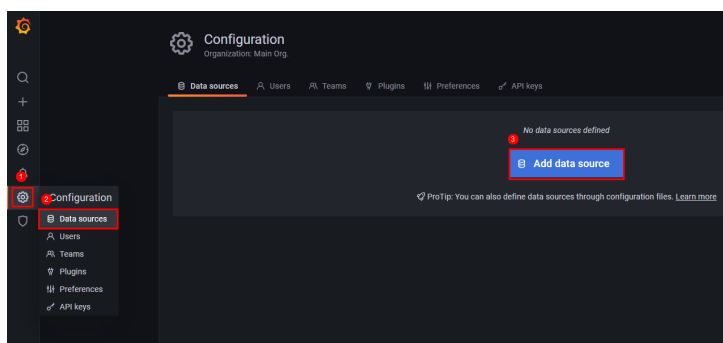 Configuration
Organization: Main Org.
Data sources Users Teams Plugins Preferences API keys
No data sources defined
3
Add data source
ProTip: You can also define data sources through configuration files. Learn more
1
2
Configuration
Data sources
Users
Teams
Plugins
Preferences
API keys